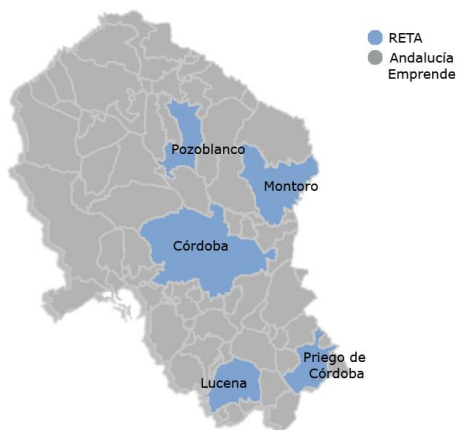 RETA
Andalucía
Emprende
Pozoblanco
Montoro
Córdoba
Priego de
Córdoba
Lucena